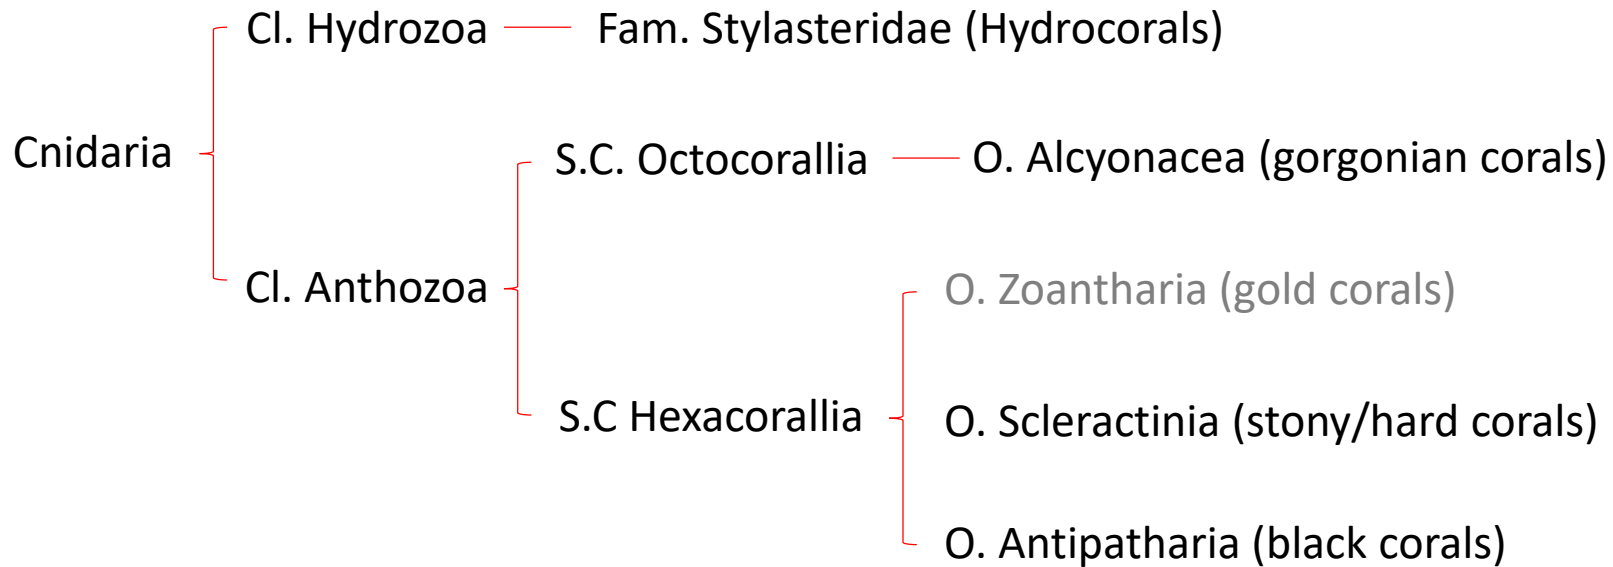 Cl. Hydrozoa
Fam. Stylasteridae (Hydrocorals)
Cnidaria
S.C. Octocorallia
O. Alcyonacea (gorgonian corals)
Cl. Anthozoa
O. Zoantharia (gold corals)
S.C Hexacorallia
O. Scleractinia (stony/hard corals)
O. Antipatharia (black corals)